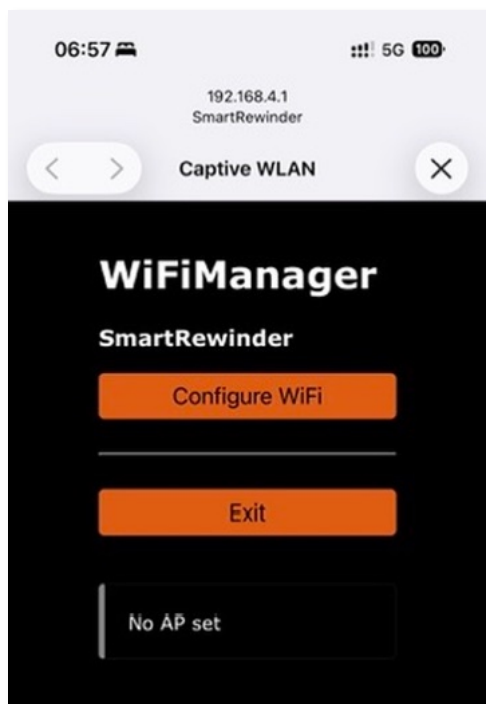 06:57 5G 100
192.168.4.1
SmartRewinder
Captive WLAN
WiFiManager
SmartRewinder
Configure WiFi
Exit
No AP set